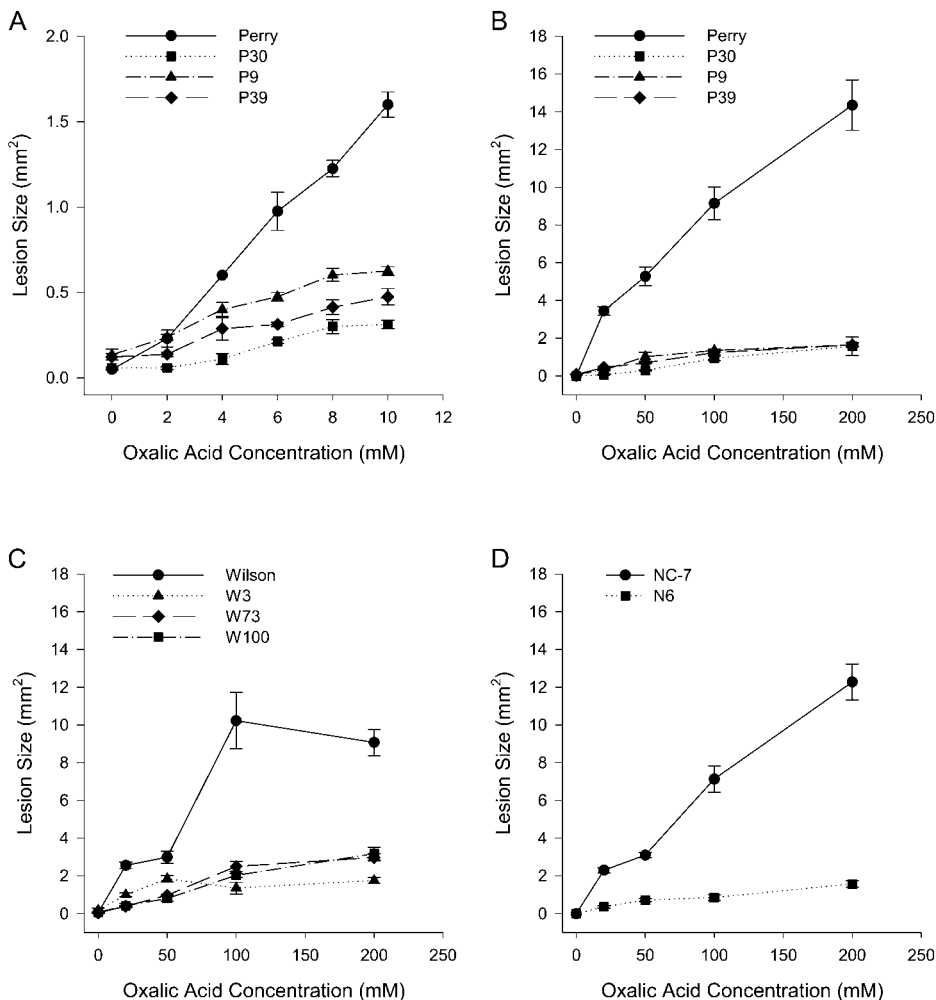 A
Perry
P30
P9
P39
2.0
1.5
1.0
0.5
0.0
Lesion Size (mm²)
0 2 4 6 8 10 12
Oxalic Acid Concentration (mM)
B
Perry
P30
P9
P39
18
16
14
12
10
8
6
4
2
0
Lesion Size (mm²)
0 50 100 150 200 250
Oxalic Acid Concentration (mM)
C
Wilson
W3
W73
W100
18
16
14
12
10
8
6
4
2
0
Lesion Size (mm²)
0 50 100 150 200 250
Oxalic Acid Concentration (mM)
D
NC-7
N6
18
16
14
12
10
8
6
4
2
0
Lesion Size (mm²)
0 50 100 150 200 250
Oxalic Acid Concentration (mM)